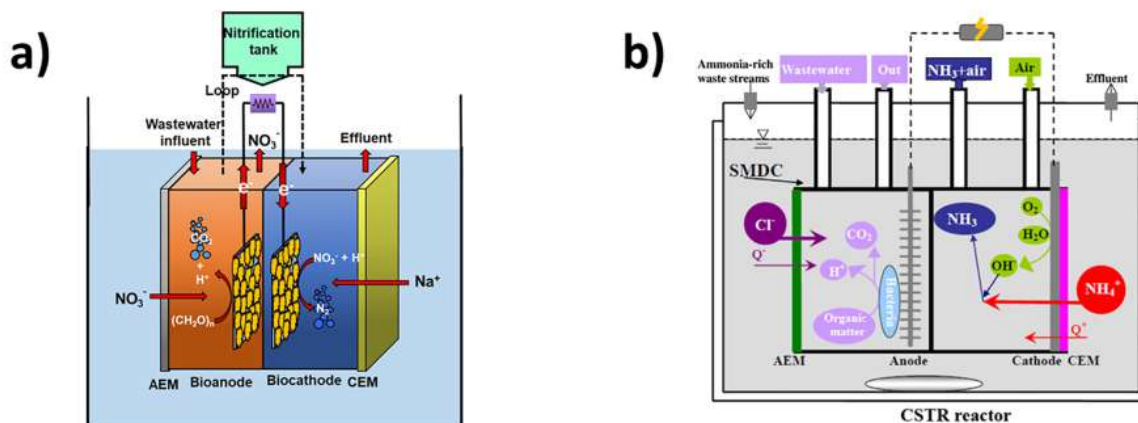 a)
Nitrification
tank
Loop
Wastewater
influent
NO₃⁻
Effluent
e⁻
e⁻
CO₂
+
H⁺
NO₃⁻ + H⁺
NO₃⁻
Na⁺
(CH₂O)ₙ
N₂
AEM Bioanode Biocathode CEM
b)
Ammonia-rich
waste streams
Wastewater
Out
NH₃+air
Air
Effluent
SMDC
Cl⁻
CO₂
NH₃
O₂
H₂O
Q⁻
H⁺
OH⁻
Bacteria
NH₄⁺
Organic
matter
Q⁺
AEM Anode Cathode CEM
CSTR reactor